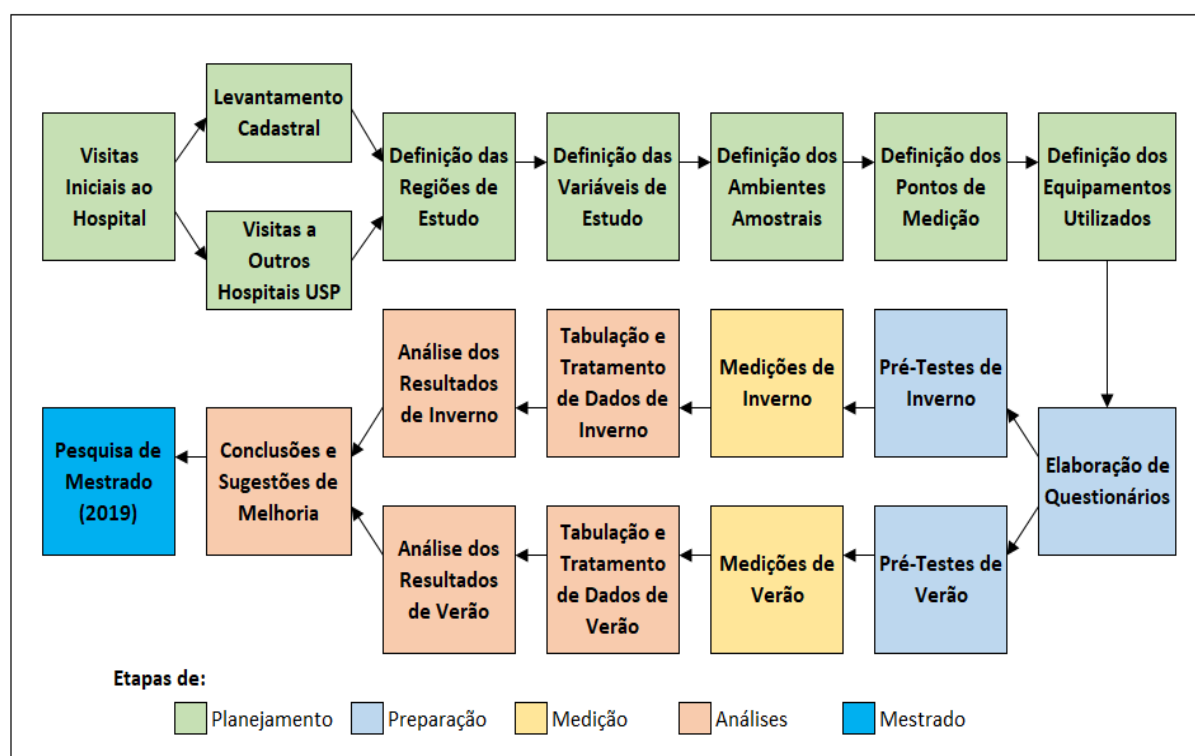 Visitas
Iniciais ao
Hospital
Levantamento
Cadastral
Visitas a
Outros
Hospitais USP
Definição das
Regiões de
Estudo
Definição das
Variáveis de
Estudo
Definição dos
Ambientes
Amostrais
Definição dos
Pontos de
Medição
Definição dos
Equipamentos
Utilizados
Elaboração de
Questionários
Pré-Testes de
Inverno
Medições de
Inverno
Tabulação e
Tratamento
de Dados de
Inverno
Análise dos
Resultados
de Inverno
Pré-Testes de
Verão
Medições de
Verão
Tabulação e
Tratamento
de Dados de
Verão
Análise dos
Resultados
de Verão
Conclusões e
Sugestões de
Melhoria
Pesquisa de
Mestrado
(2019)
Etapas de:
Planejamento
Preparação
Medição
Análises
Mestrado